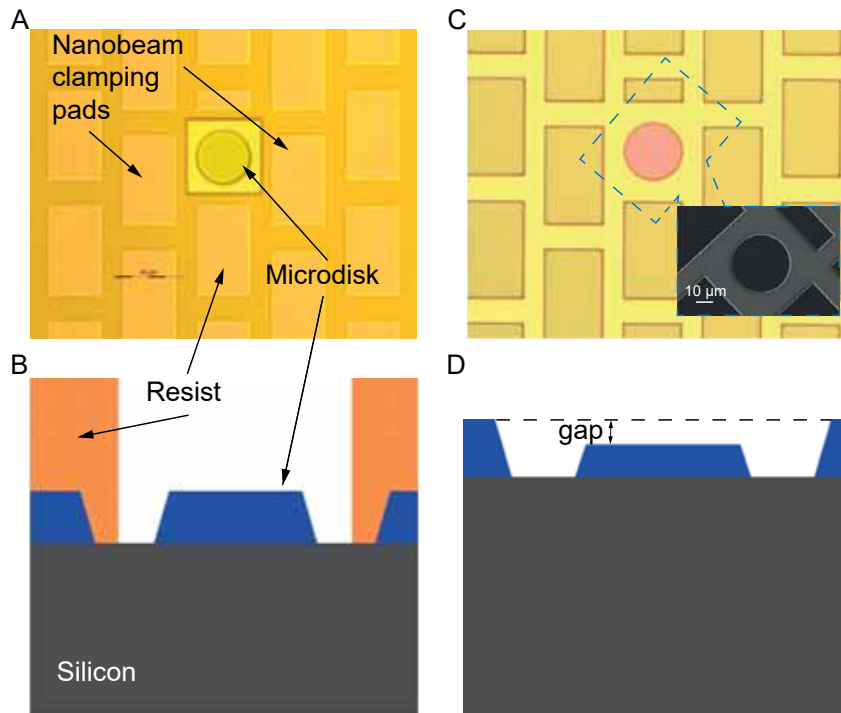 A
Nanobeam
clamping
pads
Microdisk
C
10 µm
B
Resist
Silicon
D
gap